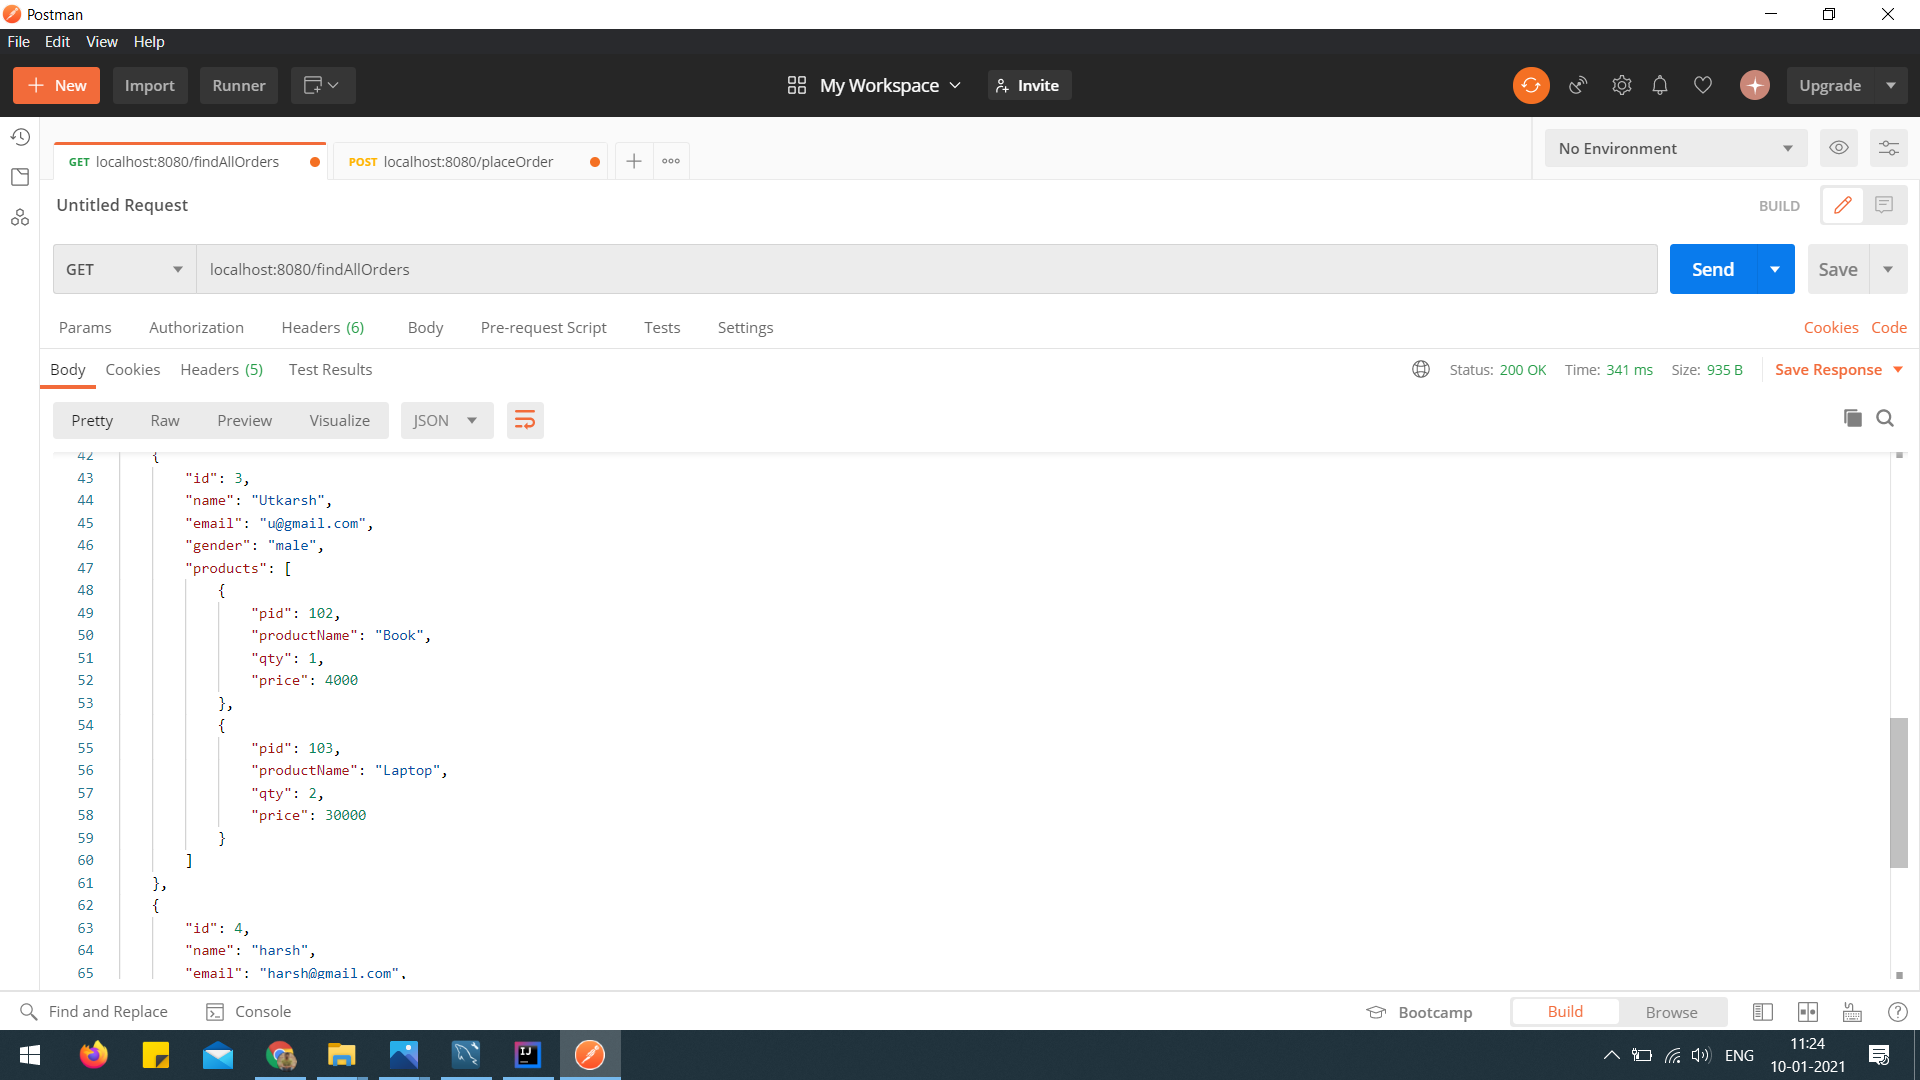 Postman
File Edit View Help
New Import Runner My Workspace Invite Upgrade
GET localhost:8080/findAllOrders POST localhost:8080/placeOrder No Environment
Untitled Request BUILD
GET localhost:8080/findAllOrders Send Save
Params Authorization Headers (6) Body Pre-request Script Tests Settings Cookies Code
Body Cookies Headers (5) Test Results Status: 200 OK Time: 341 ms Size: 935 B Save Response
Pretty Raw Preview Visualize JSON
42 {
43 "id": 3,
44 "name": "Utkarsh",
45 "email": "u@gmail.com",
46 "gender": "male",
47 "products": [
48 {
49 "pid": 102,
50 "productName": "Book",
51 "qty": 1,
52 "price": 4000
53 },
54 {
55 "pid": 103,
56 "productName": "Laptop",
57 "qty": 2,
58 "price": 30000
59 }
60 ]
61 },
62 {
63 "id": 4,
64 "name": "harsh",
65 "email": "harsh@gmail.com",
Find and Replace Console Bootcamp Build Browse
IJ ENG 11:24
10-01-2021